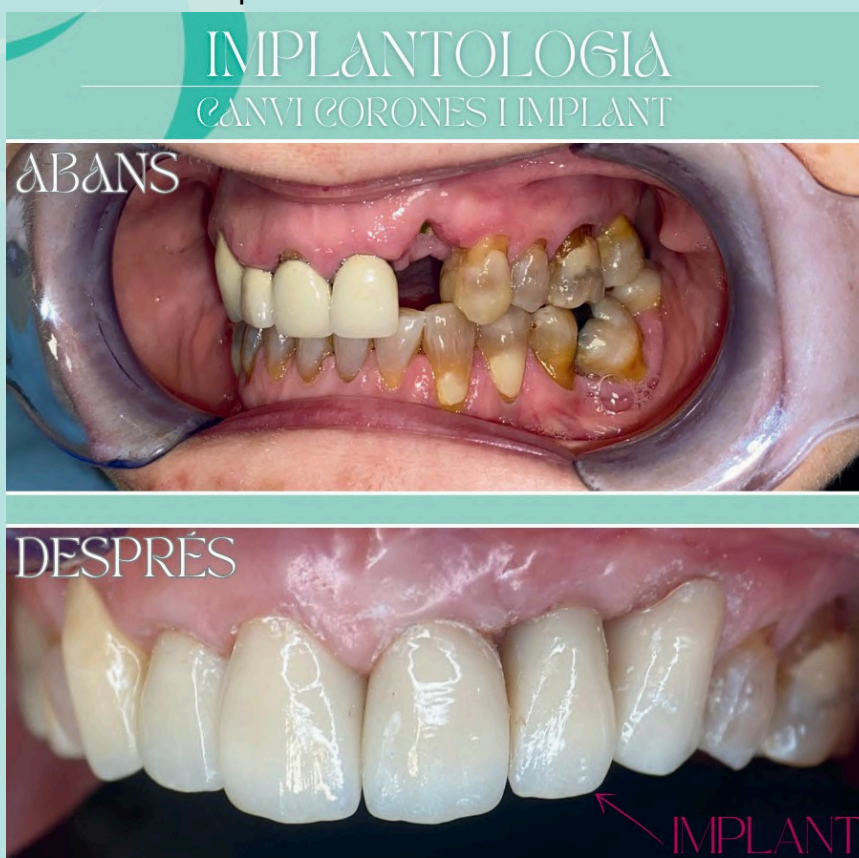 IMPLANTOLOGIA
CANVI CORONES I IMPLANT
ABANS
DESPRÉS
IMPLANT